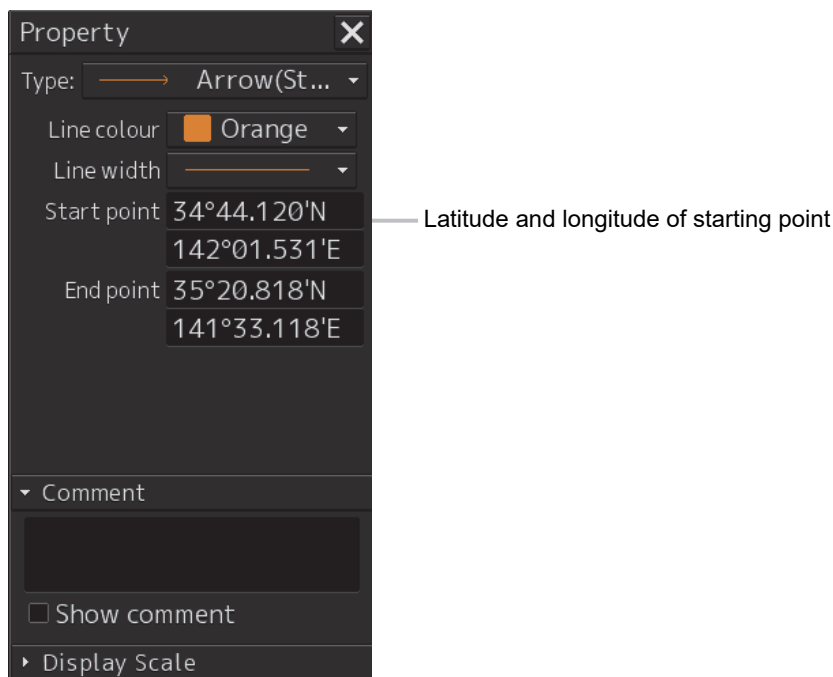 Property
Type: Arrow(St...
Line colour Orange
Line width
Start point 34°44.120'N
Latitude and longitude of starting point
142°01.531'E
End point 35°20.818'N
141°33.118'E
Comment
Show comment
Display Scale